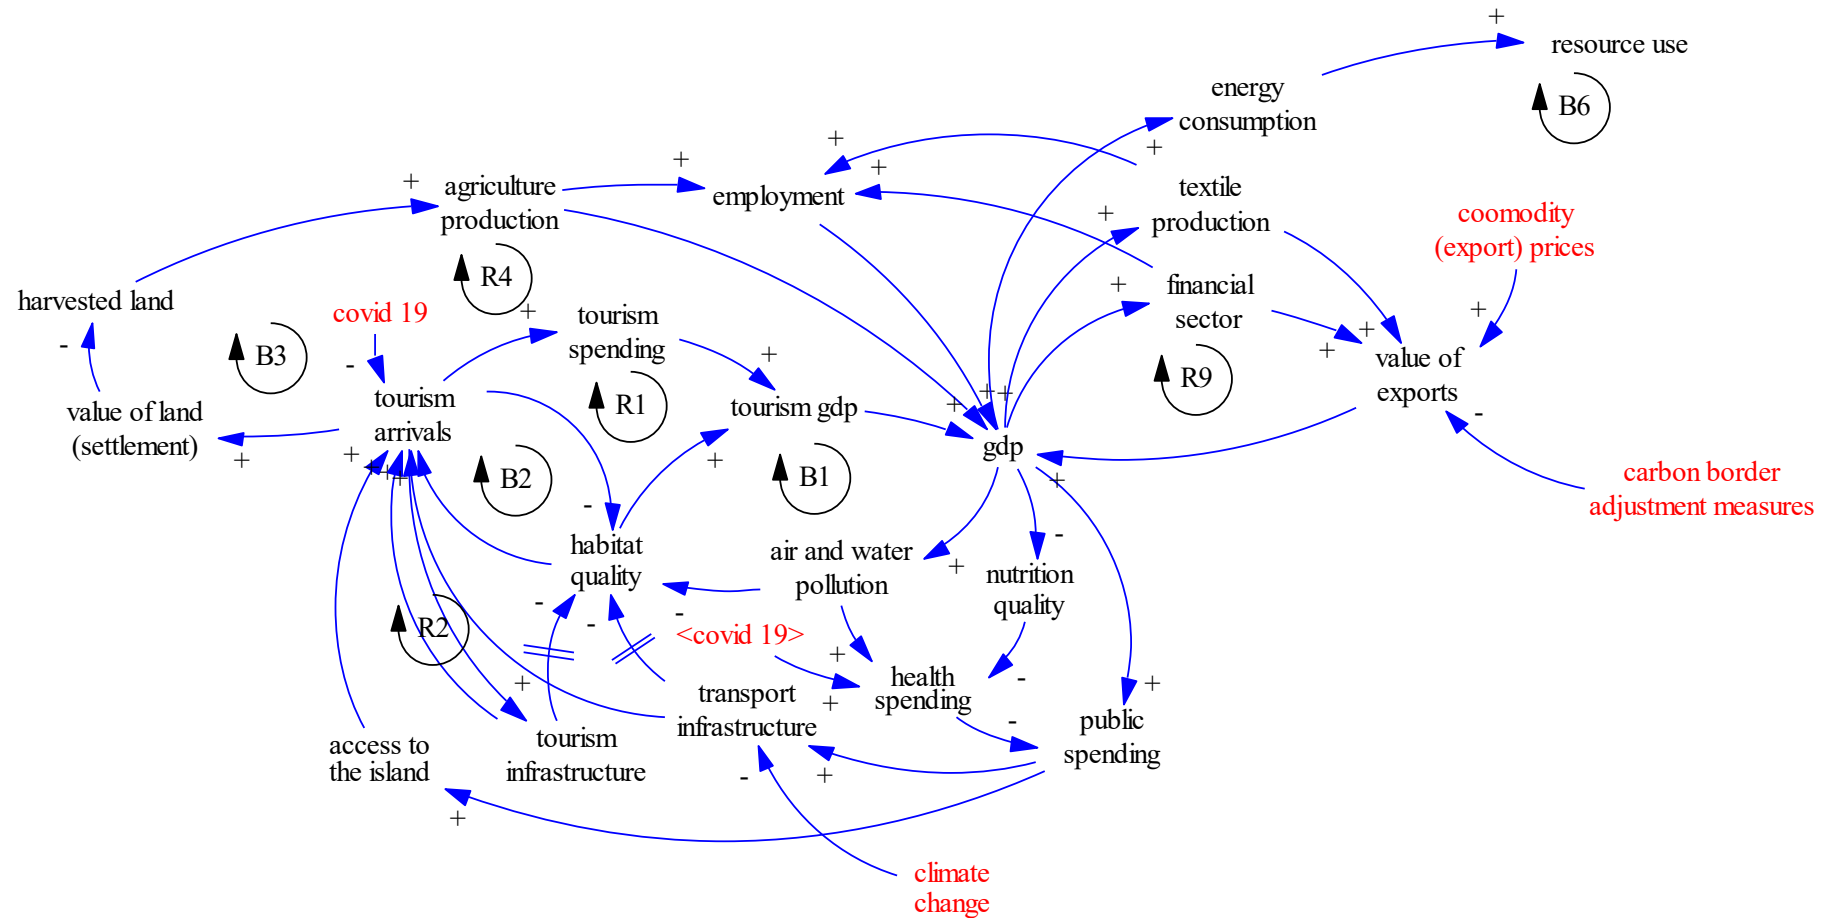 resource use
energy
consumption
B6
agriculture
production
employment
textile
production
coomodity
(export) prices
R4
harvested land
covid 19
tourism
spending
financial
sector
B3
value of land
(settlement)
tourism
arrivals
R1
tourism gdp
R9
value of
exports
gdp
B2
B1
carbon border
adjustment measures
habitat
quality
air and water
pollution
nutrition
quality
R2
<covid 19>
health
spending
transport
infrastructure
public
spending
access to
the island
tourism
infrastructure
climate
change